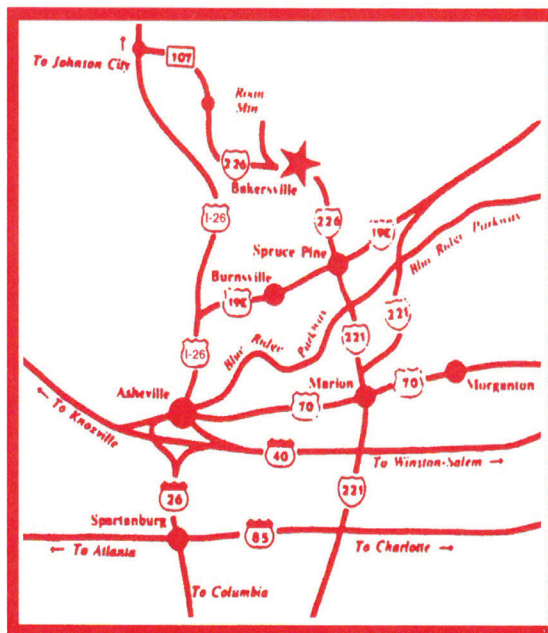 To Johnson City
107
Roan
Mtn
226
Bakersville
I-26
226
19E
Spruce Pine
Blue Ridge Parkway
Burnsville
19E
221
221
I-26
Blue Ridge Parkway
Asheville
Marion
70
70
Morganton
← To Knoxville
40
To Winston-Salem →
26
221
Spartanburg
85
← To Atlanta
To Charlotte →
To Columbia